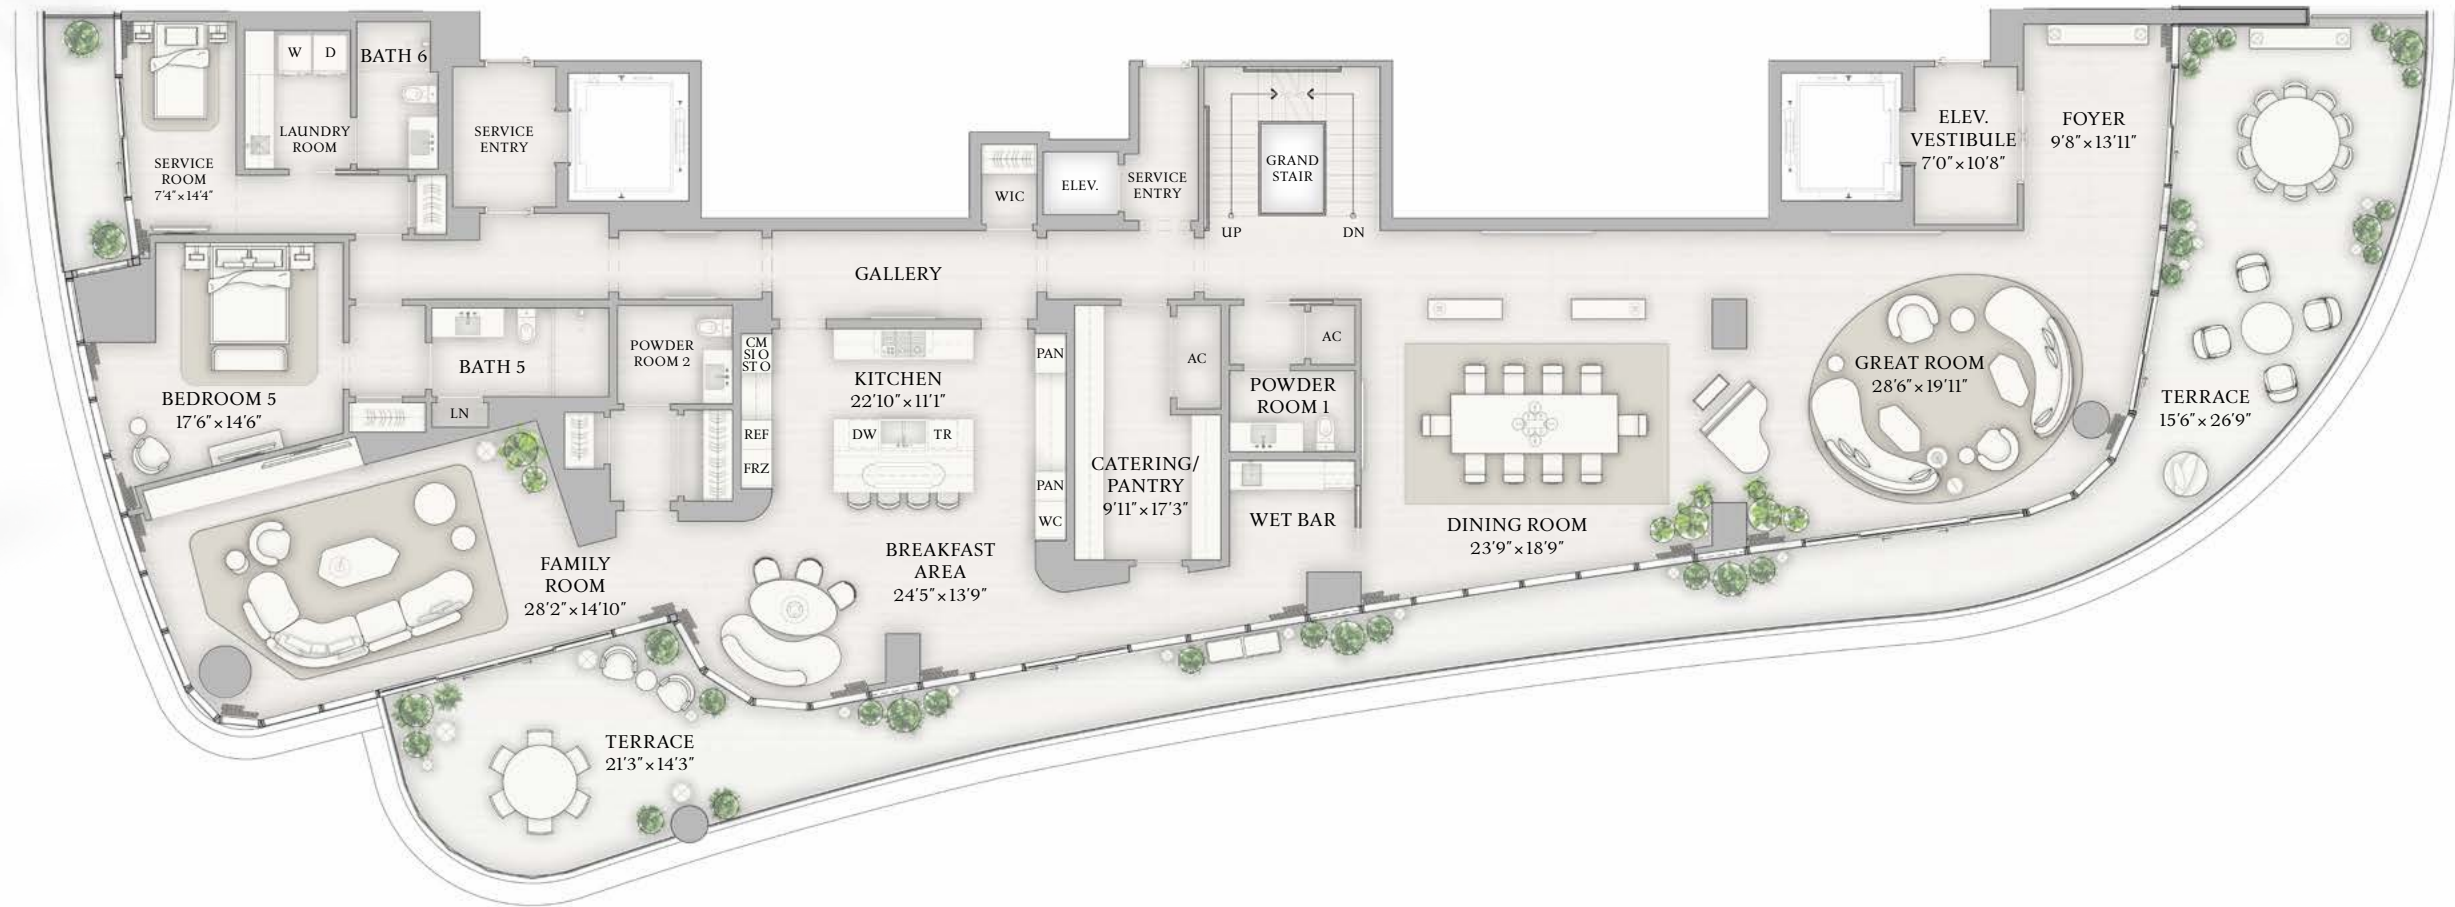 W
D
BATH 6
LAUNDRY
ROOM
SERVICE
ROOM
7'4"×14'4"
SERVICE
ENTRY
WIC
ELEV.
SERVICE
ENTRY
GRAND
STAIR
UP
DN
ELEV.
VESTIBULE
7'0"×10'8"
FOYER
9'8"×13'11"
GALLERY
BEDROOM 5
17'6"×14'6"
BATH 5
LN
POWDER
ROOM 2
CM
SI O
ST O
REF
FRZ
KITCHEN
22'10"×11'1"
DW
TR
PAN
PAN
WC
AC
AC
CATERING/
PANTRY
9'11"×17'3"
POWDER
ROOM 1
WET BAR
DINING ROOM
23'9"×18'9"
GREAT ROOM
28'6"×19'11"
TERRACE
15'6"×26'9"
FAMILY
ROOM
28'2"×14'10"
BREAKFAST
AREA
24'5"×13'9"
TERRACE
21'3"×14'3"